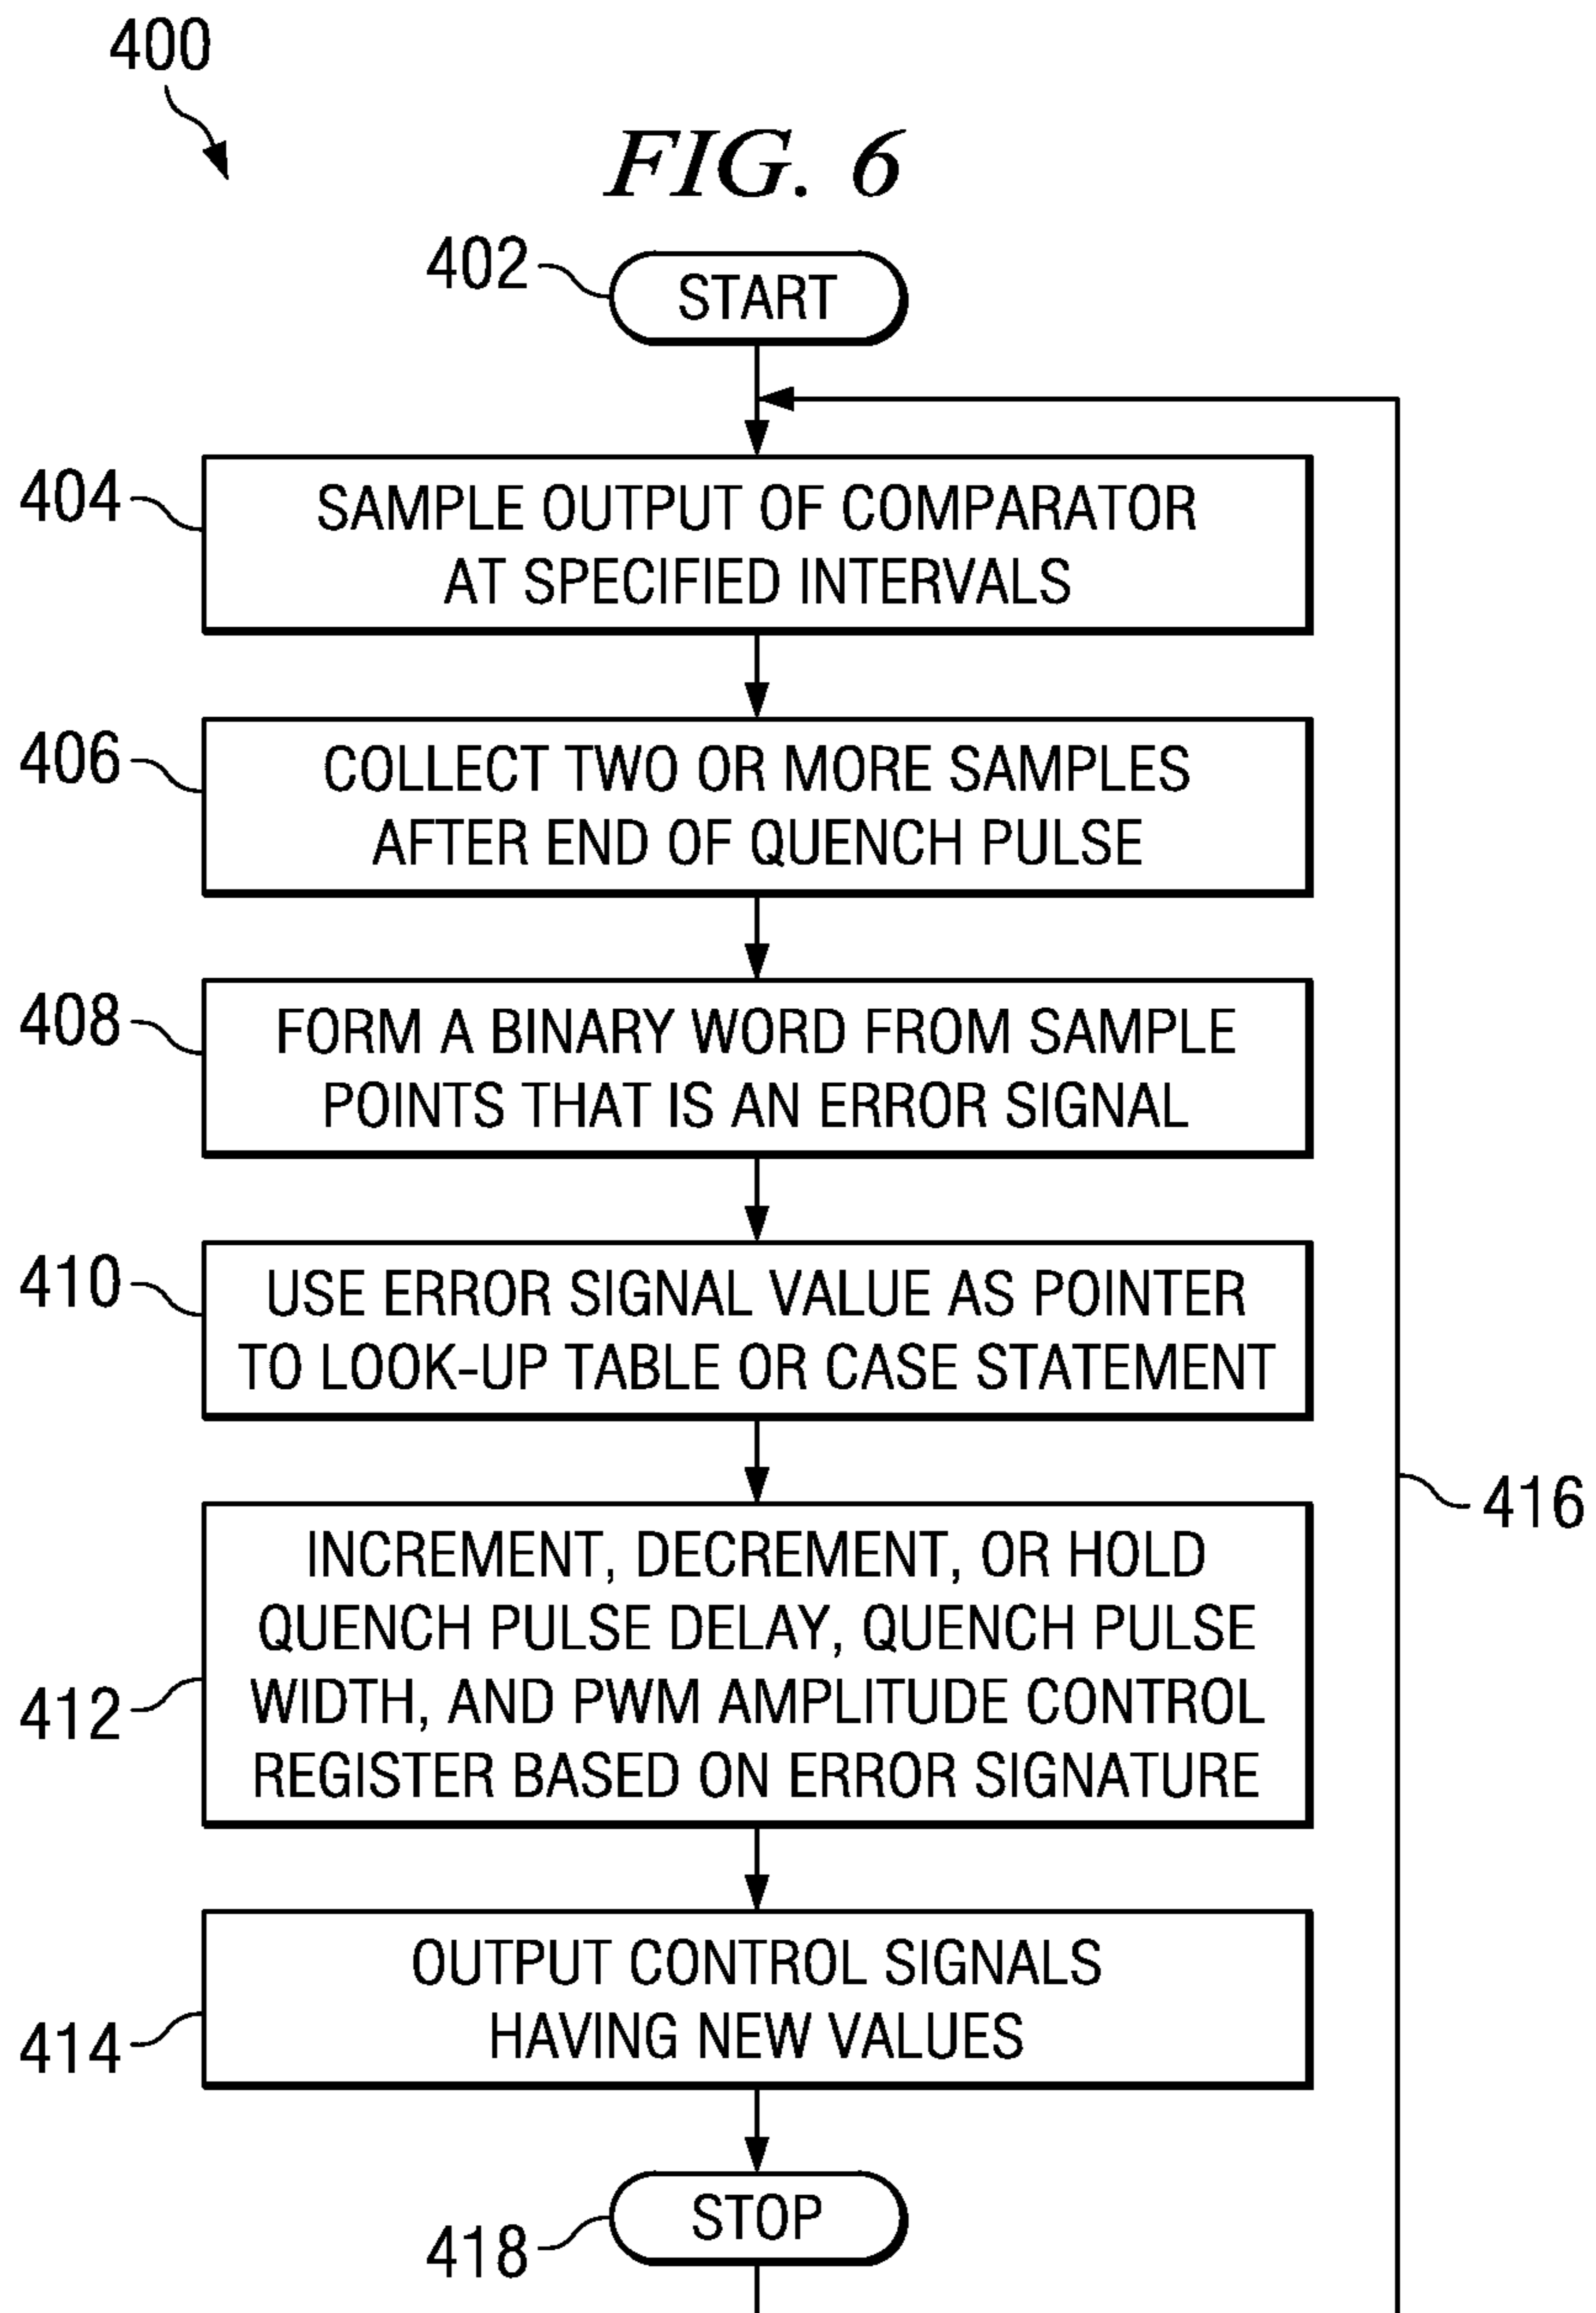 400
FIG. 6
402
START
404
SAMPLE OUTPUT OF COMPARATOR
AT SPECIFIED INTERVALS
406
COLLECT TWO OR MORE SAMPLES
AFTER END OF QUENCH PULSE
408
FORM A BINARY WORD FROM SAMPLE
POINTS THAT IS AN ERROR SIGNAL
410
USE ERROR SIGNAL VALUE AS POINTER
TO LOOK-UP TABLE OR CASE STATEMENT
416
412
INCREMENT, DECREMENT, OR HOLD
QUENCH PULSE DELAY, QUENCH PULSE
WIDTH, AND PWM AMPLITUDE CONTROL
REGISTER BASED ON ERROR SIGNATURE
414
OUTPUT CONTROL SIGNALS
HAVING NEW VALUES
418
STOP